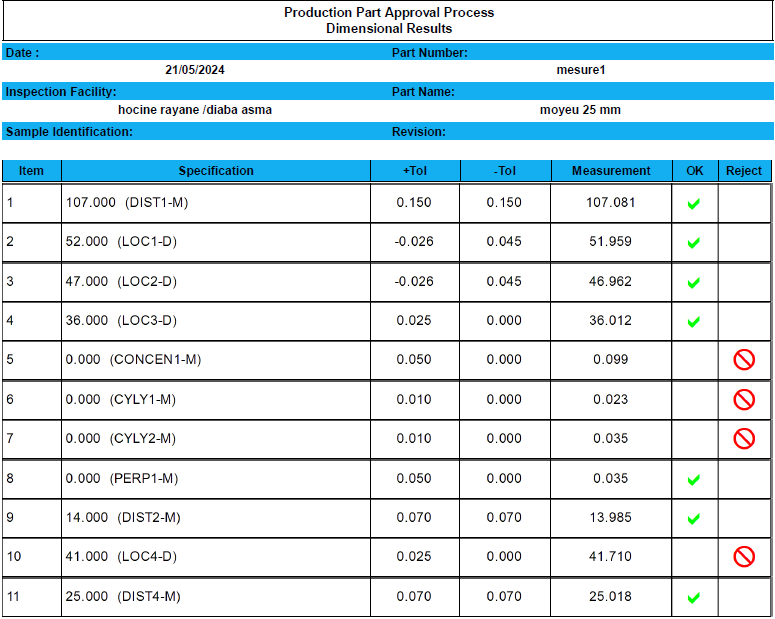 Production Part Approval Process
Dimensional Results
Date : Part Number:
21/05/2024 mesure1
Inspection Facility: Part Name:
hocine rayane /diaba asma moyeu 25 mm
Sample Identification: Revision:
Item Specification +Tol -Tol Measurement OK Reject
1 107.000 (DIST1-M) 0.150 0.150 107.081
2 52.000 (LOC1-D) -0.026 0.045 51.959
3 47.000 (LOC2-D) -0.026 0.045 46.962
4 36.000 (LOC3-D) 0.025 0.000 36.012
5 0.000 (CONCEN1-M) 0.050 0.000 0.099
6 0.000 (CYLY1-M) 0.010 0.000 0.023
7 0.000 (CYLY2-M) 0.010 0.000 0.035
8 0.000 (PERP1-M) 0.050 0.000 0.035
9 14.000 (DIST2-M) 0.070 0.070 13.985
10 41.000 (LOC4-D) 0.025 0.000 41.710
11 25.000 (DIST4-M) 0.070 0.070 25.018